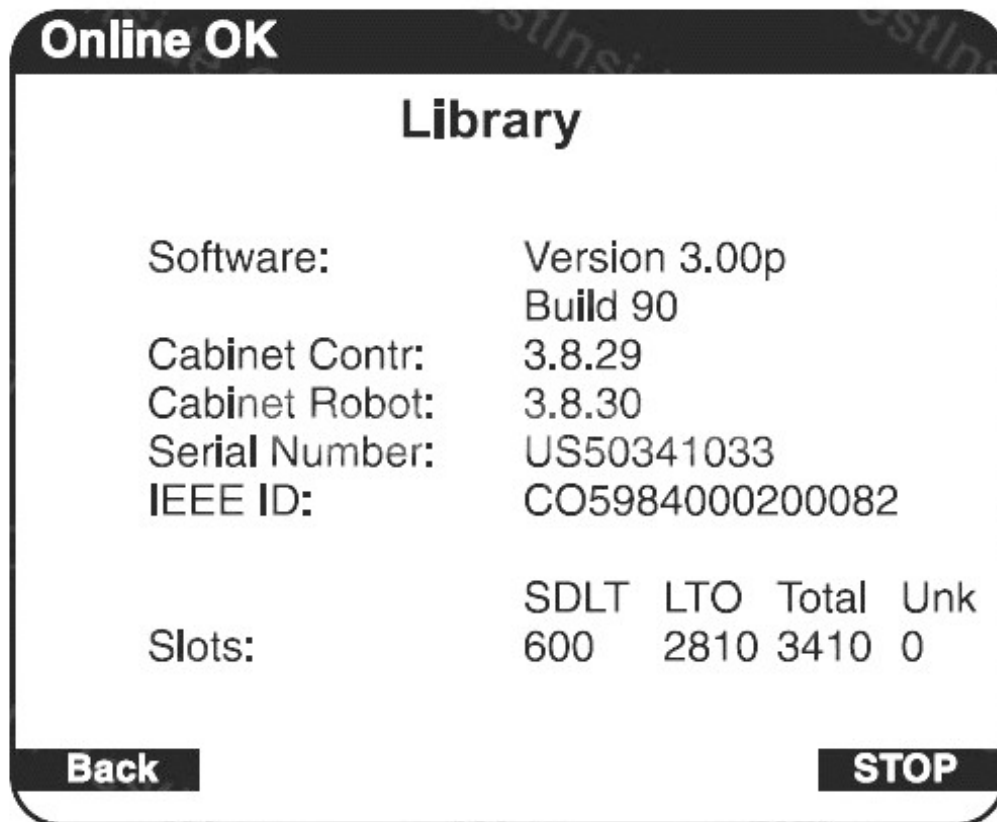 Online OK
Library
Software: Version 3.00p
Build 90
Cabinet Contr: 3.8.29
Cabinet Robot: 3.8.30
Serial Number: US50341033
IEEE ID: CO5984000200082
SDLT LTO Total Unk
Slots: 600 2810 3410 0
Back STOP